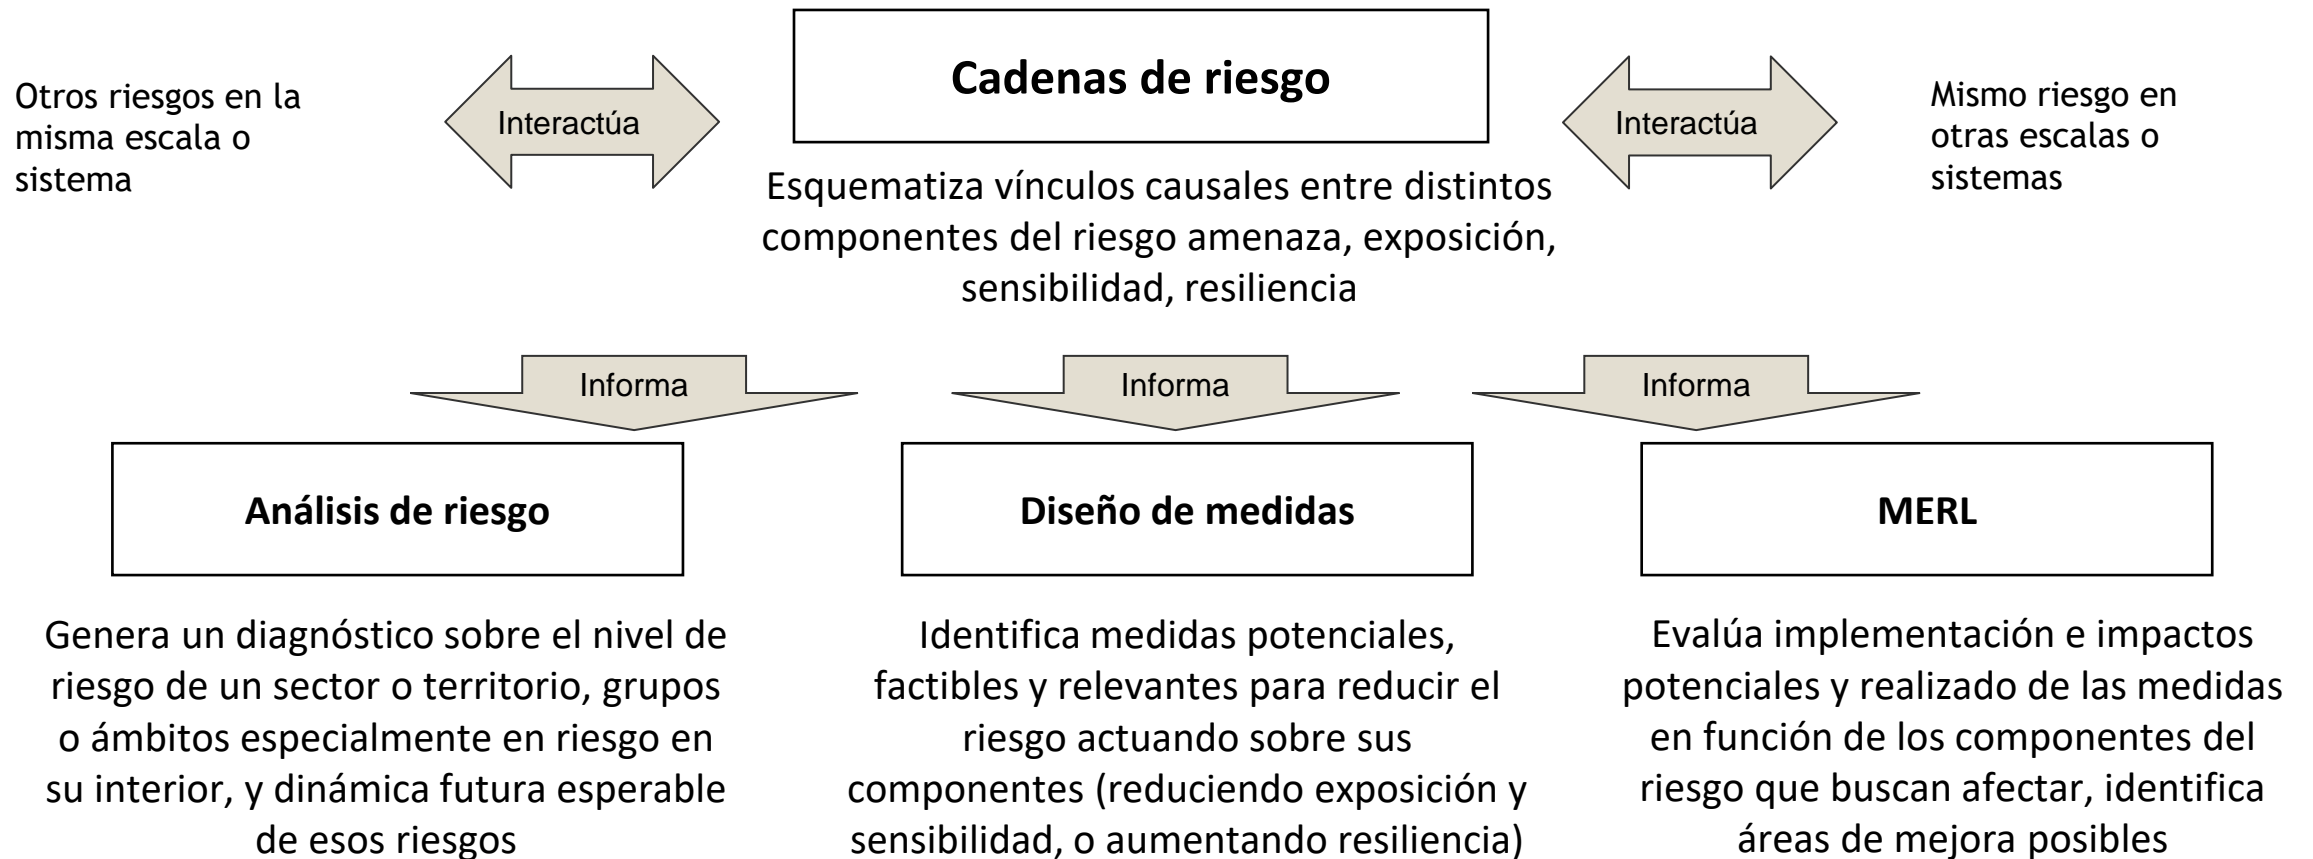 Otros riesgos en la
misma escala o
sistema
Interactúa
Cadenas de riesgo
Interactúa
Mismo riesgo en
otras escalas o
sistemas
Esquematiza vínculos causales entre distintos
componentes del riesgo amenaza, exposición,
sensibilidad, resiliencia
Informa
Informa
Informa
Análisis de riesgo
Genera un diagnóstico sobre el nivel de
riesgo de un sector o territorio, grupos
o ámbitos especialmente en riesgo en
su interior, y dinámica futura esperable
de esos riesgos
Diseño de medidas
Identifica medidas potenciales,
factibles y relevantes para reducir el
riesgo actuando sobre sus
componentes (reduciendo exposición y
sensibilidad, o aumentando resiliencia)
MERL
Evalúa implementación e impactos
potenciales y realizado de las medidas
en función de los componentes del
riesgo que buscan afectar, identifica
áreas de mejora posibles